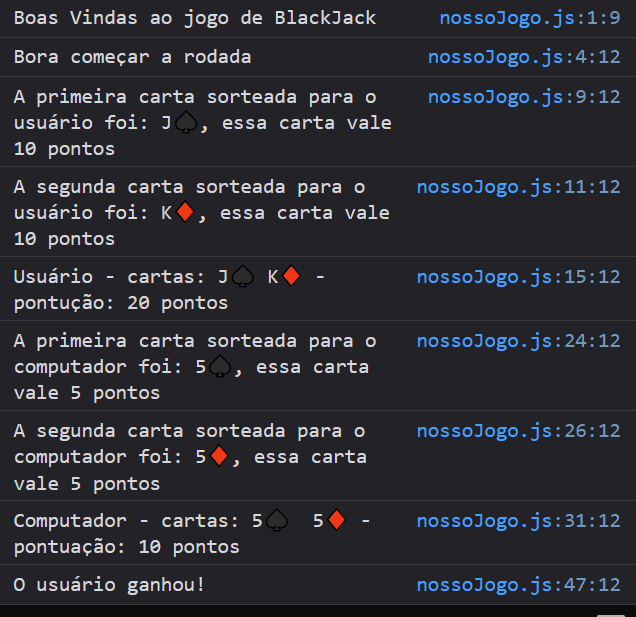 Boas Vindas ao jogo de BlackJack nossoJogo.js:1:9
Bora começar a rodada nossoJogo.js:4:12
A primeira carta sorteada para o nossoJogo.js:9:12
usuário foi: J♠️, essa carta vale
10 pontos
A segunda carta sorteada para o nossoJogo.js:11:12
usuário foi: K♦️, essa carta vale
10 pontos
Usuário - cartas: J♠️ K♦️ - nossoJogo.js:15:12
pontução: 20 pontos
A primeira carta sorteada para o nossoJogo.js:24:12
computador foi: 5♠️, essa carta
vale 5 pontos
A segunda carta sorteada para o nossoJogo.js:26:12
computador foi: 5♦️, essa carta
vale 5 pontos
Computador - cartas: 5♠️  5♦️ - nossoJogo.js:31:12
pontuação: 10 pontos
O usuário ganhou! nossoJogo.js:47:12